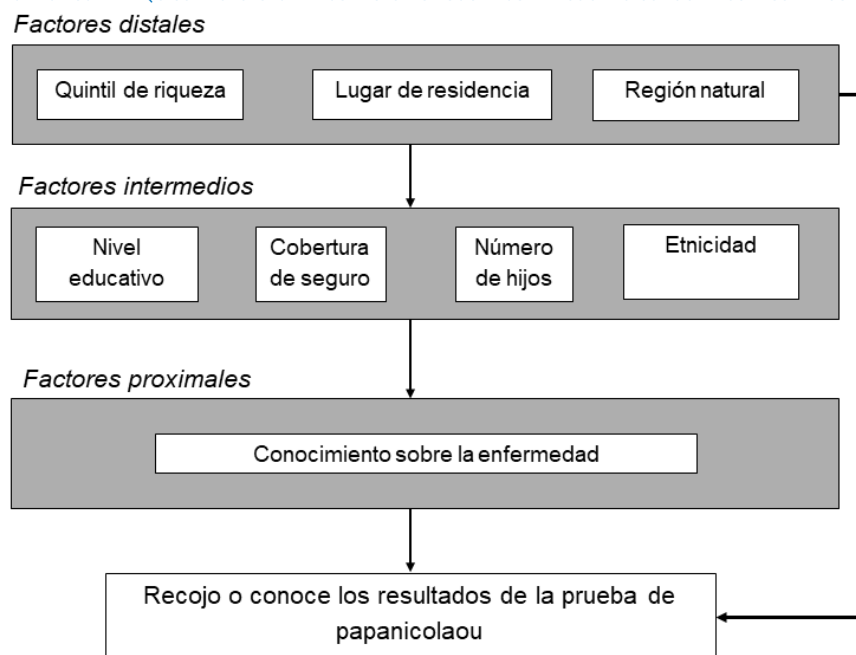 Factores distales
Quintil de riqueza
Lugar de residencia
Región natural
Factores intermedios
Nivel
educativo
Cobertura
de seguro
Número
de hijos
Etnicidad
Factores proximales
Conocimiento sobre la enfermedad
Recojo o conoce los resultados de la prueba de
papanicolaou